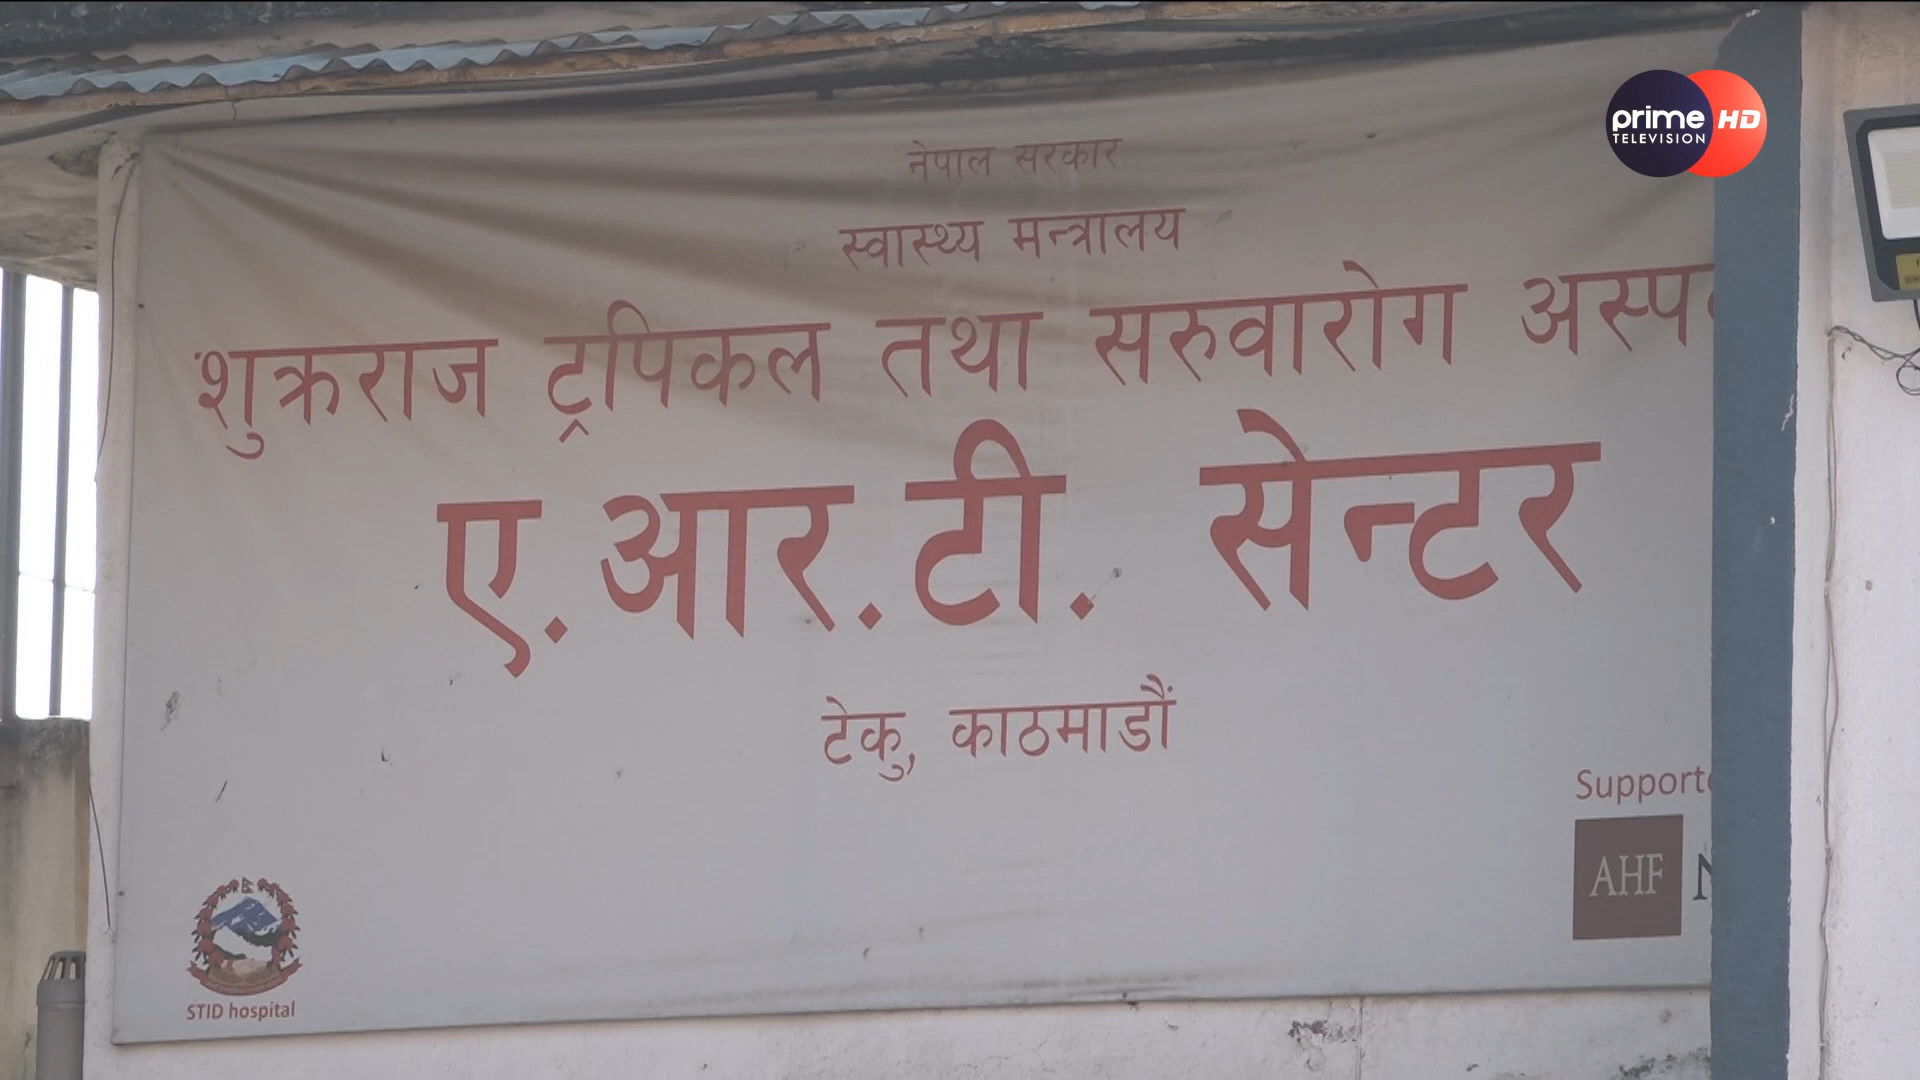 prime HD
TELEVISION
नेपाल सरकार
स्वास्थ्य मन्त्रालय
शुक्रराज ट्रपिकल तथा सरुवारोग
ए.आर.टी. सेन्टर
टेकु, काठमाडौं
AHF
STID hospital